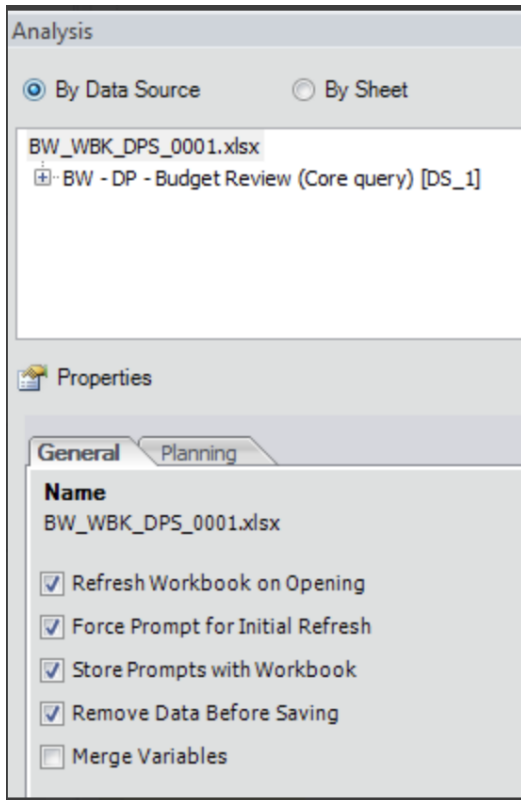 Analysis
By Data Source By Sheet
BW_WBK_DPS_0001.xlsx
BW - DP - Budget Review (Core query) [DS_1]
Properties
General Planning
Name
BW_WBK_DPS_0001.xlsx
Refresh Workbook on Opening
Force Prompt for Initial Refresh
Store Prompts with Workbook
Remove Data Before Saving
Merge Variables